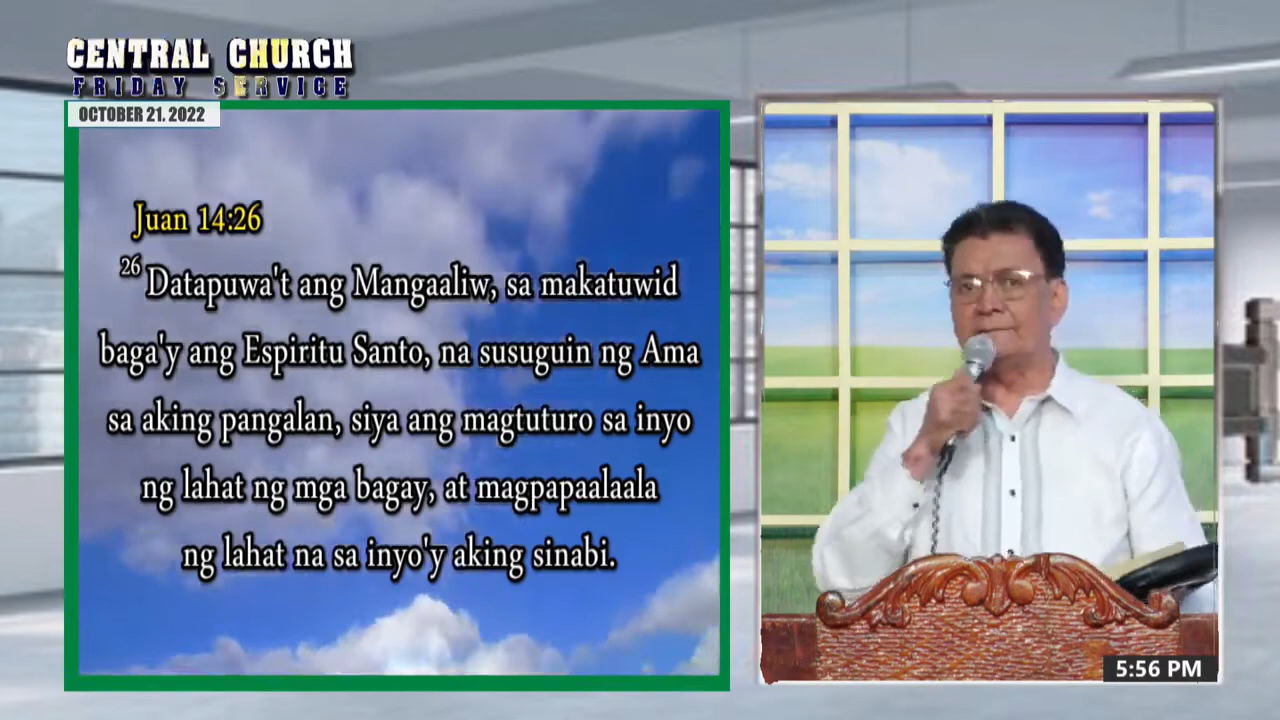 CENTRAL CHURCH
FRIDAY SERVICE
OCTOBER 21, 2022
Juan 14:26
26 Datapuwa't ang Mangaaliw, sa makatuwid
baga'y ang Espiritu Santo, na susuguin ng Ama
sa aking pangalan, siya ang magtuturo sa inyo
ng lahat ng mga bagay, at magpapaalaala
ng lahat na sa inyo'y aking sinabi.
5:56 PM